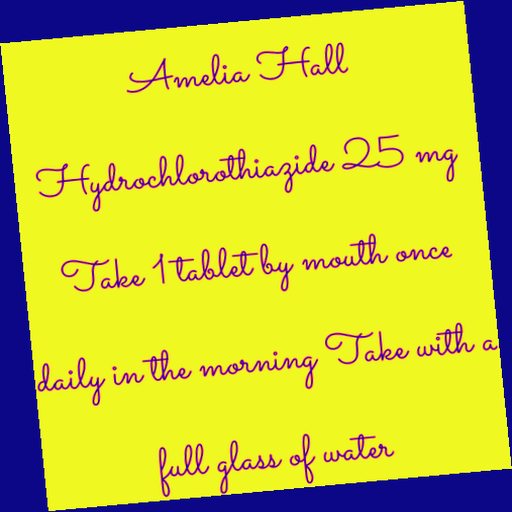 Amelia Hall
Hydrochlorothiazide 25 mg
Take 1 tablet by mouth once
daily in the morning Take with a
full glass of water